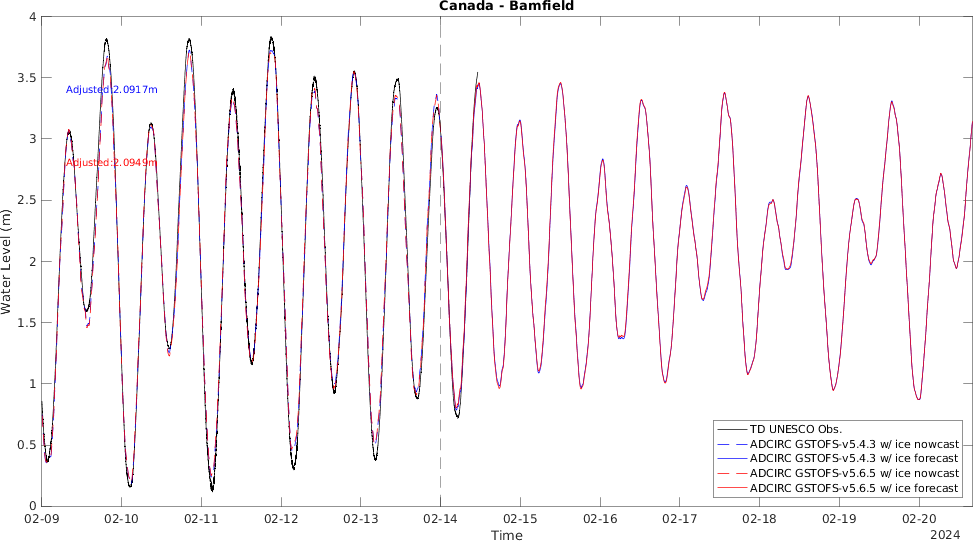 Canada - Bamfield
4
3.5
3
2.5
2
1.5
1
0.5
0
Water Level (m)
Adjusted:2.0917m
Adjusted:2.0949m
TD UNESCO Obs.
ADCIRC GSTOFS-v5.4.3 w/ ice nowcast
ADCIRC GSTOFS-v5.4.3 w/ ice forecast
ADCIRC GSTOFS-v5.6.5 w/ ice nowcast
ADCIRC GSTOFS-v5.6.5 w/ ice forecast
02-09 02-10 02-11 02-12 02-13 02-14 02-15 02-16 02-17 02-18 02-19 02-20
2024
Time